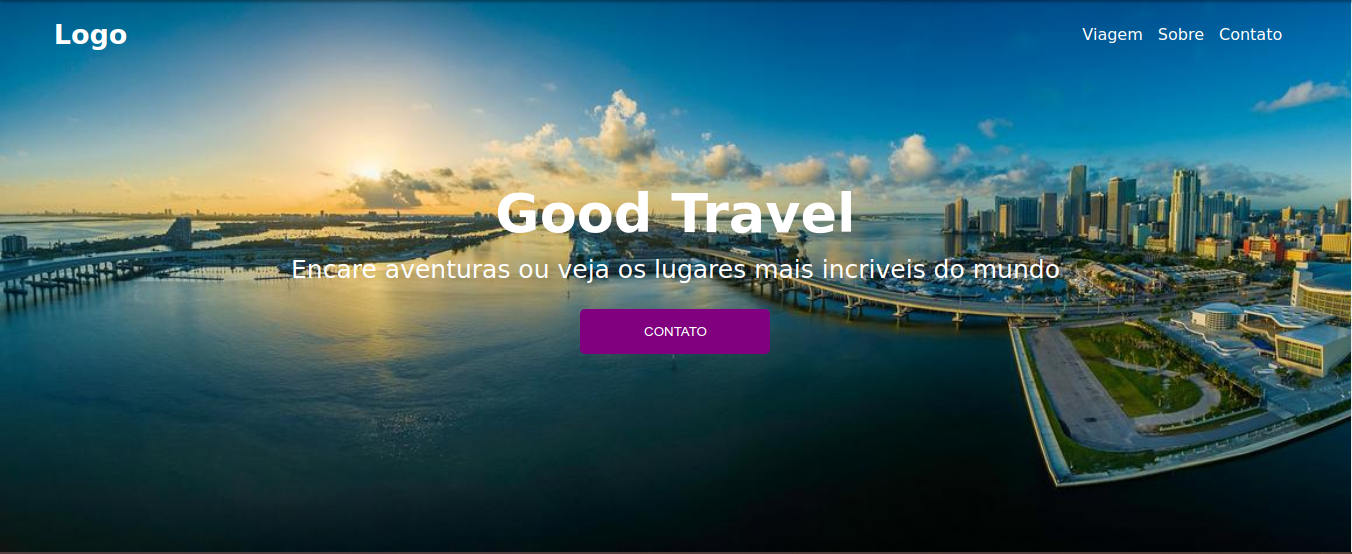 Logo
Viagem Sobre Contato
Good Travel
Encare aventuras ou veja os lugares mais incriveis do mundo
CONTATO